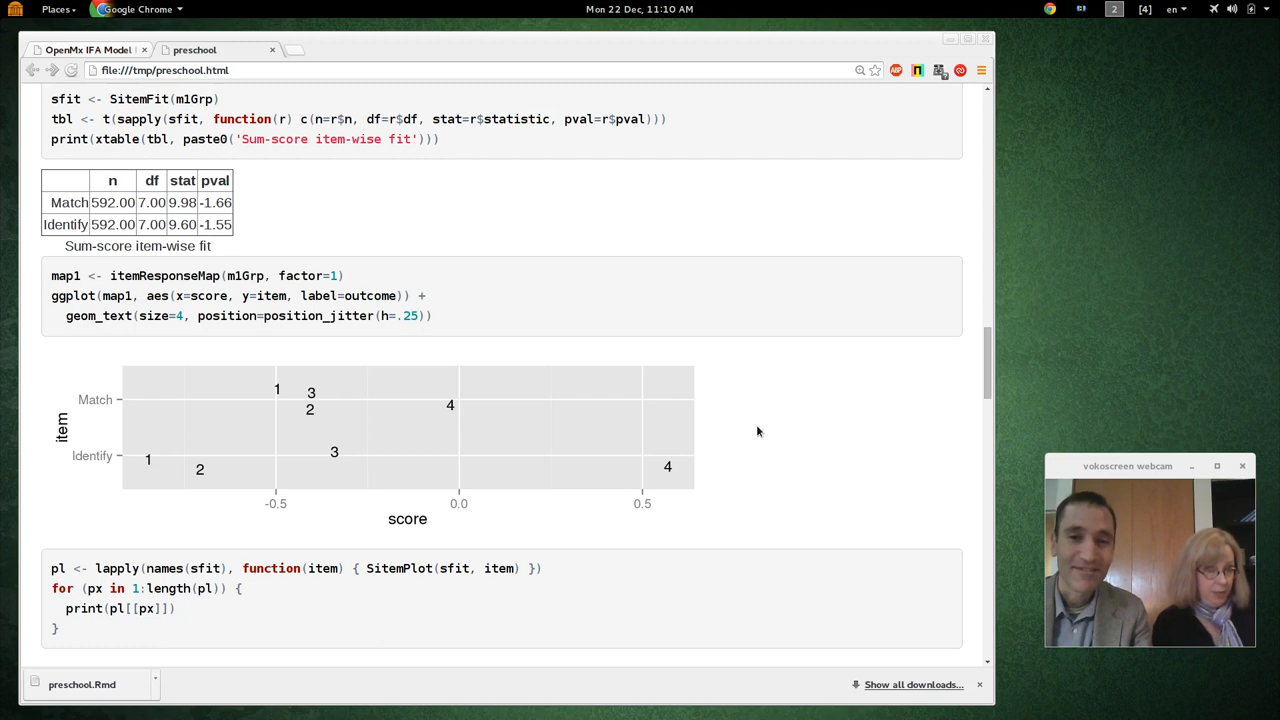 Places
Google Chrome
Mon 22 Dec, 11:10 AM
2
[4]
en
OpenMx IFA Model
preschool
file:///tmp/preschool.html
sfit <- SitemFit(m1Grp)
tbl <- t(sapply(sfit, function(r) c(n=r$n, df=r$df, stat=r$statistic, pval=r$pval)))
print(xtable(tbl, paste0('Sum-score item-wise fit')))
n df stat pval
Match 592.00 7.00 9.98 -1.66
Identify 592.00 7.00 9.60 -1.55
Sum-score item-wise fit
map1 <- itemResponseMap(m1Grp, factor=1)
ggplot(map1, aes(x=score, y=item, label=outcome)) +
geom_text(size=4, position=position_jitter(h=.25))
1 3
Match 2 4
item
Identify 1 2 3 4
-0.5 0.0 0.5
score
pl <- lapply(names(sfit), function(item) { SitemPlot(sfit, item) })
for (px in 1:length(pl)) {
print(pl[[px]])
}
vokoscreen webcam
preschool.Rmd
Show all downloads...